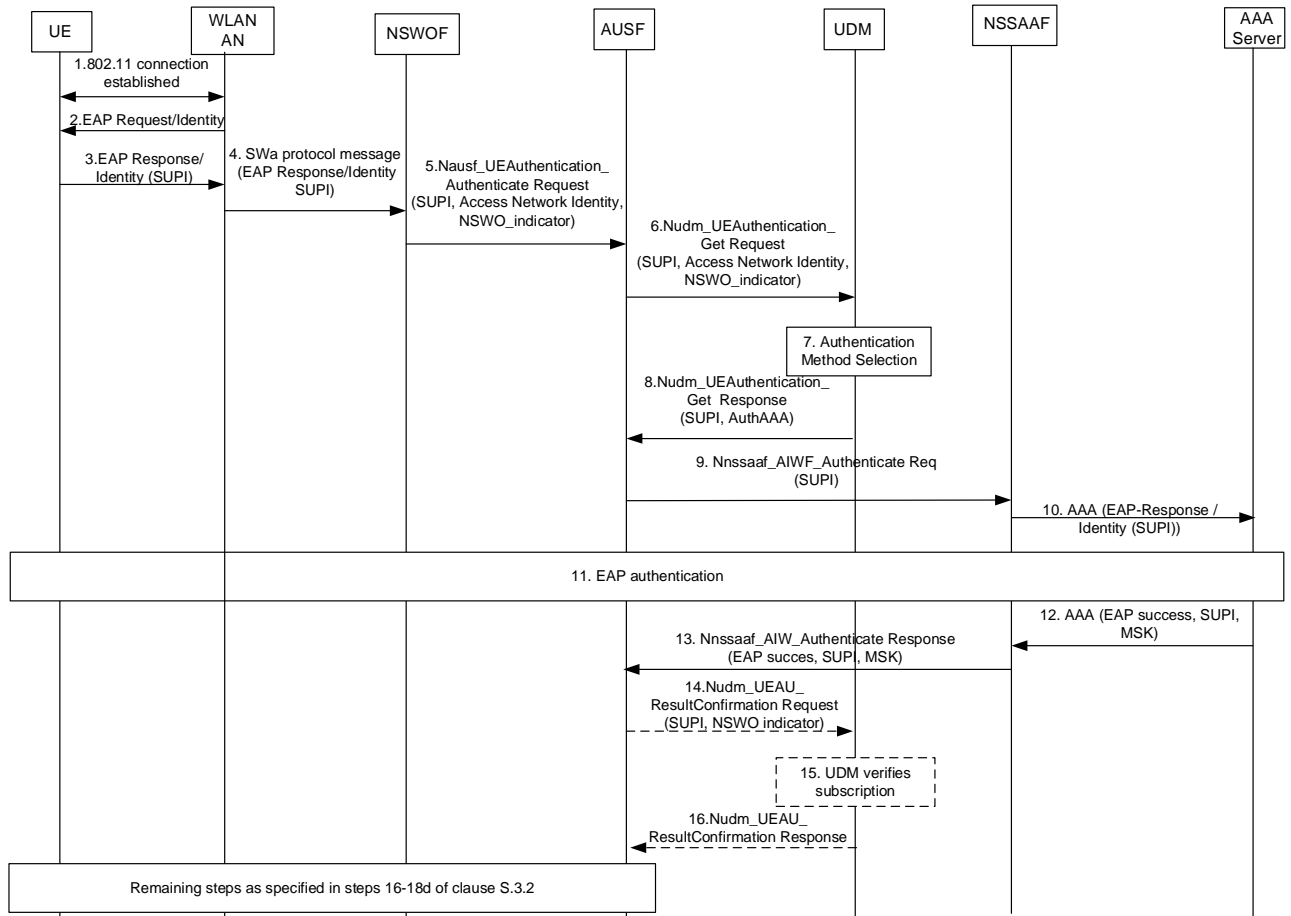 UE
WLAN
AN
NSWOF
AUSF
UDM
NSSAAF
AAA
Server
1.802.11 connection
established
2.EAP Request/Identity
3.EAP Response/
Identity (SUPI)
4. SWa protocol message
(EAP Response/Identity
SUPI)
5.Nausf_UEAuthentication_
Authenticate Request
(SUPI, Access Network Identity,
NSWO_indicator)
6.Nudm_UEAuthentication_
Get Request
(SUPI, Access Network Identity,
NSWO_indicator)
7. Authentication
Method Selection
8.Nudm_UEAuthentication_
Get  Response
(SUPI, AuthAAA)
9. Nnssaaf_AIWF_Authenticate Req
(SUPI)
10. AAA (EAP-Response /
Identity (SUPI))
11. EAP authentication
12. AAA (EAP success, SUPI,
MSK)
13. Nnssaaf_AIW_Authenticate Response
(EAP succes, SUPI, MSK)
14.Nudm_UEAU_
ResultConfirmation Request
(SUPI, NSWO indicator)
15. UDM verifies
subscription
16.Nudm_UEAU_
ResultConfirmation Response
Remaining steps as specified in steps 16-18d of clause S.3.2